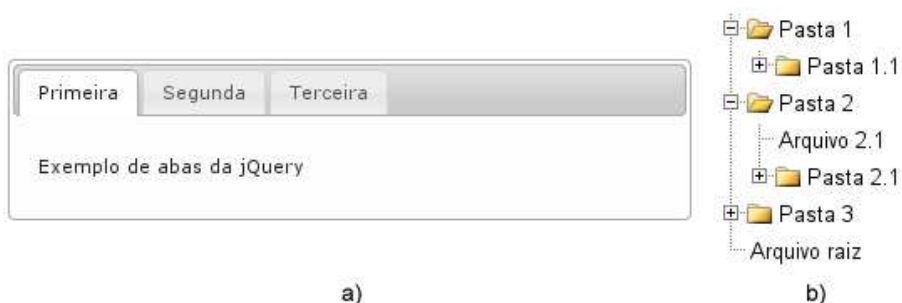 Primeira Segunda Terceira
Exemplo de abas da jQuery
a)
Pasta 1
Pasta 1.1
Pasta 2
Arquivo 2.1
Pasta 2.1
Pasta 3
Arquivo raiz
b)